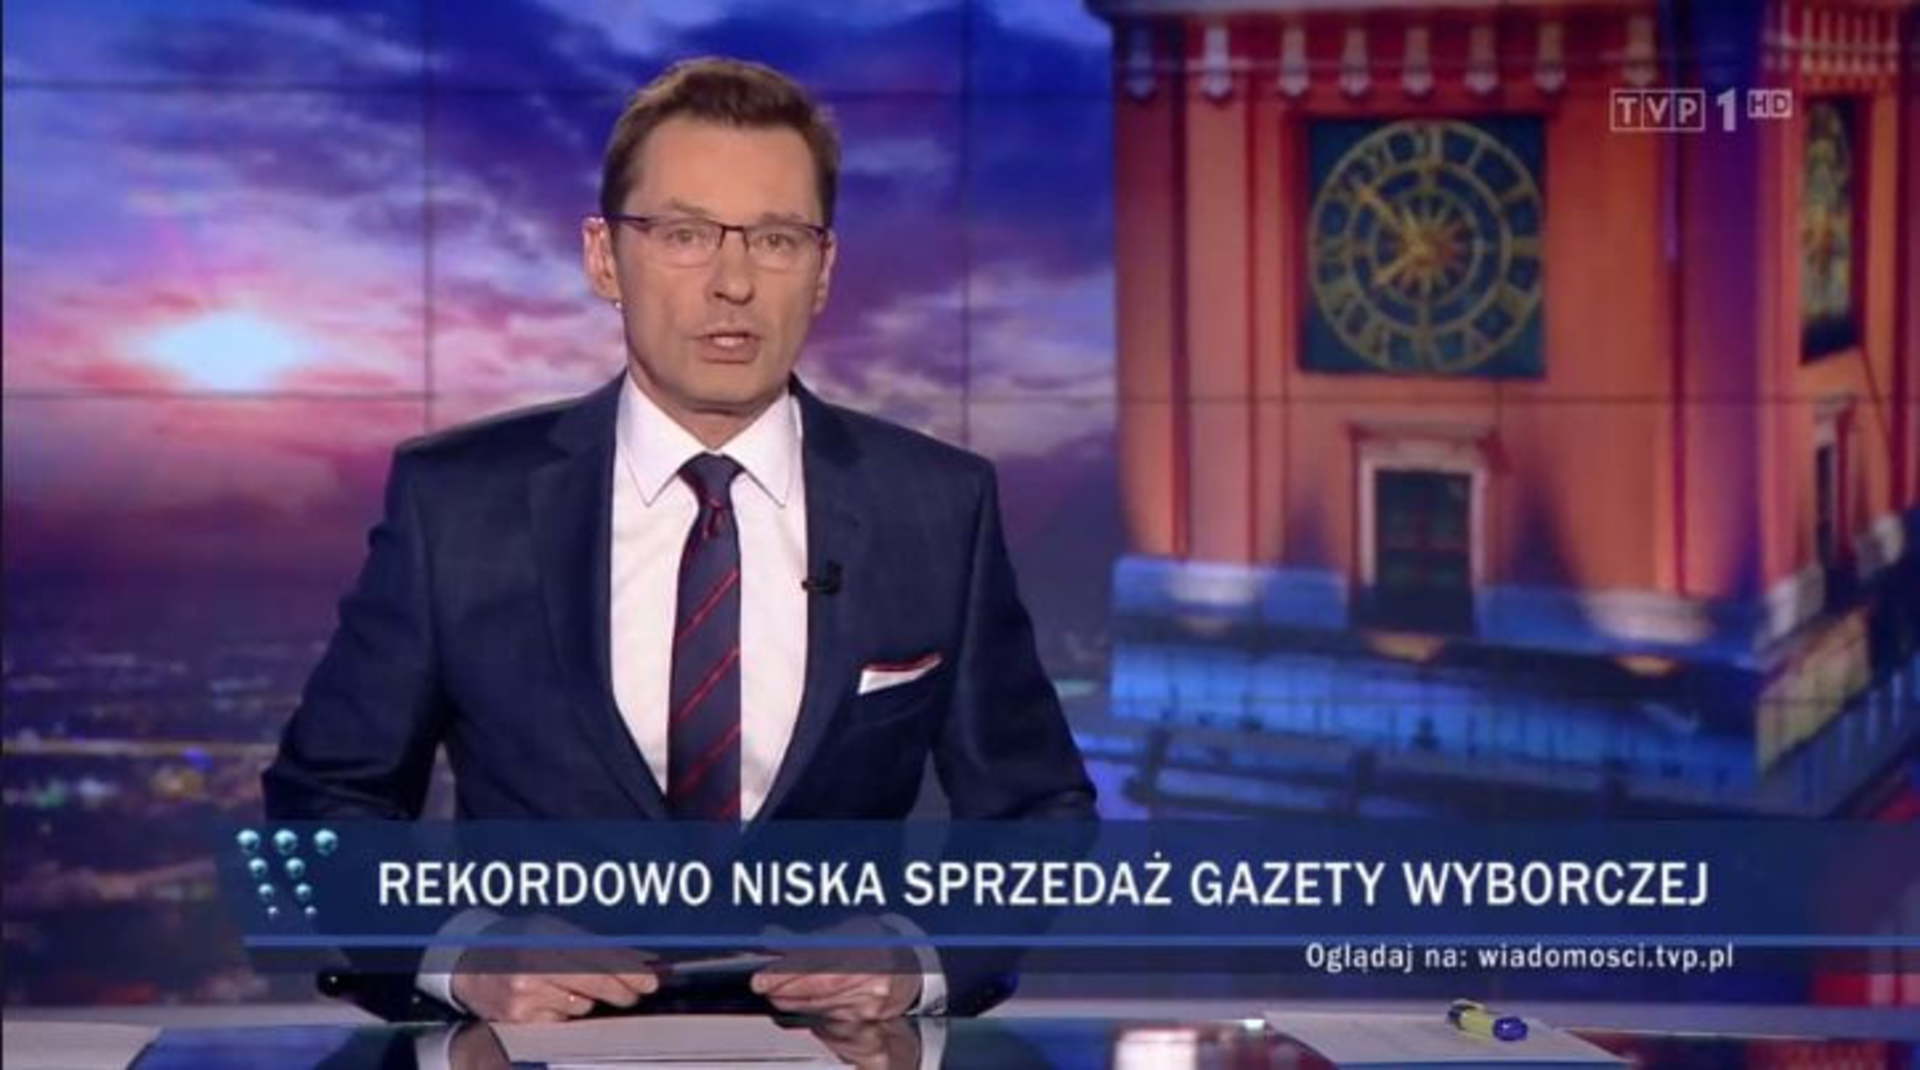 TVP 1 HD
REKORDOWO NISKA SPRZEDAŻ GAZETY WYBORCZEJ
Oglądaj na: wiadomosci.tvp.pl